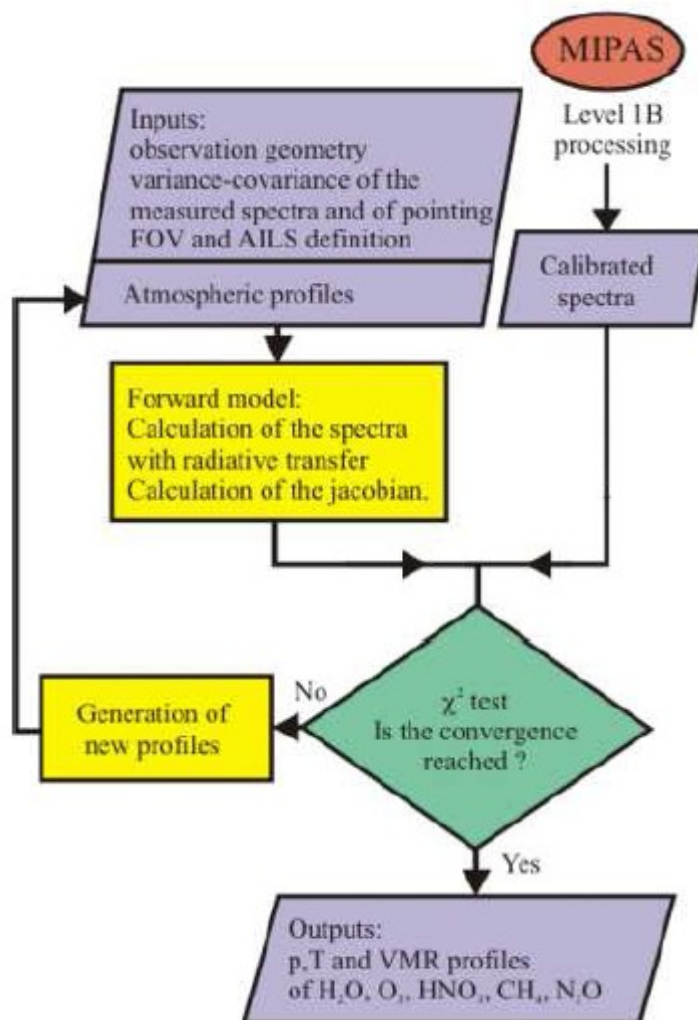 MIPAS
Level 1B
processing
Inputs:
observation geometry
variance-covariance of the
measured spectra and of pointing
FOV and AILS definition
Atmospheric profiles
Calibrated
spectra
Forward model:
Calculation of the spectra
with radiative transfer
Calculation of the jacobian.
χ² test
Is the convergence
reached ?
No
Generation of
new profiles
Yes
Outputs:
p,T and VMR profiles
of H₂O, O₃, HNO₃, CH₄, N₂O